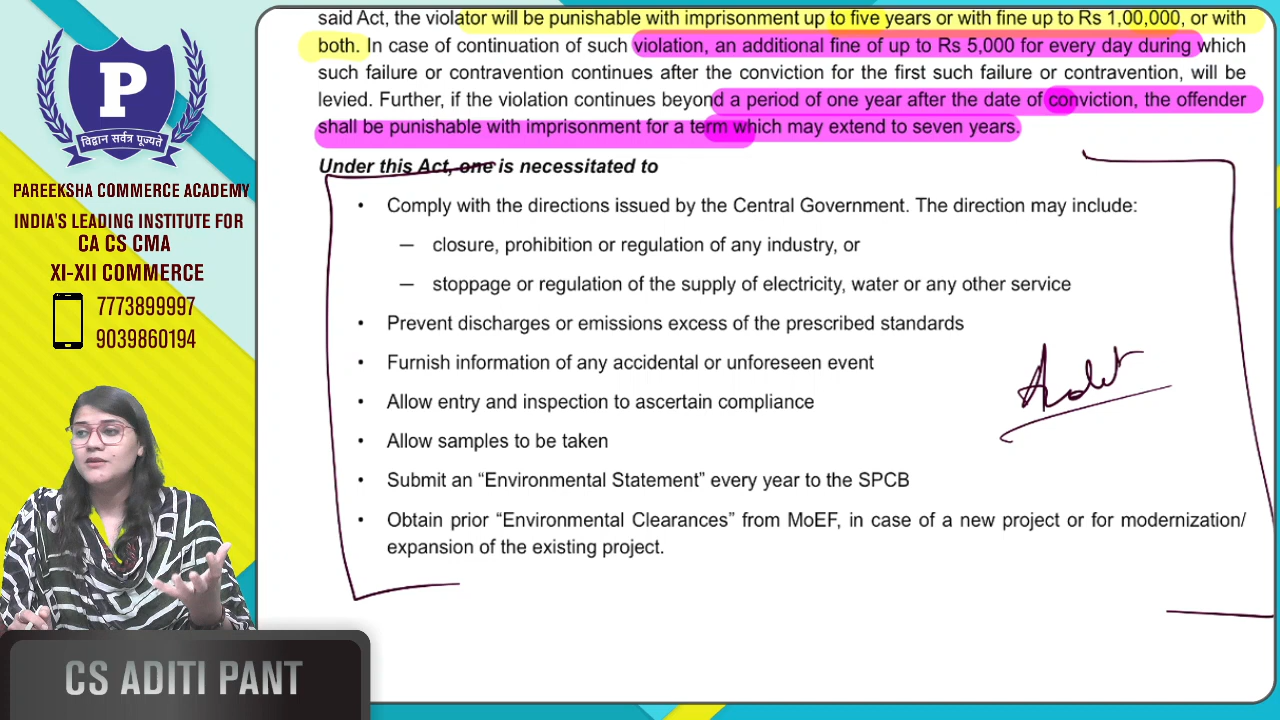 P
विद्वान सर्वत्र पूज्यते
PAREEKSHA COMMERCE ACADEMY
INDIA'S LEADING INSTITUTE FOR
CA CS CMA
XI-XII COMMERCE
7773899997
9039860194
CS ADITI PANT
said Act, the violator will be punishable with imprisonment up to five years or with fine up to Rs 1,00,000, or with
both. In case of continuation of such violation, an additional fine of up to Rs 5,000 for every day during which
such failure or contravention continues after the conviction for the first such failure or contravention, will be
levied. Further, if the violation continues beyond a period of one year after the date of conviction, the offender
shall be punishable with imprisonment for a term which may extend to seven years.
Under this Act, one is necessitated to
• Comply with the directions issued by the Central Government. The direction may include:
— closure, prohibition or regulation of any industry, or
— stoppage or regulation of the supply of electricity, water or any other service
• Prevent discharges or emissions excess of the prescribed standards
• Furnish information of any accidental or unforeseen event
• Allow entry and inspection to ascertain compliance
• Allow samples to be taken
• Submit an “Environmental Statement” every year to the SPCB
• Obtain prior “Environmental Clearances” from MoEF, in case of a new project or for modernization/
expansion of the existing project.